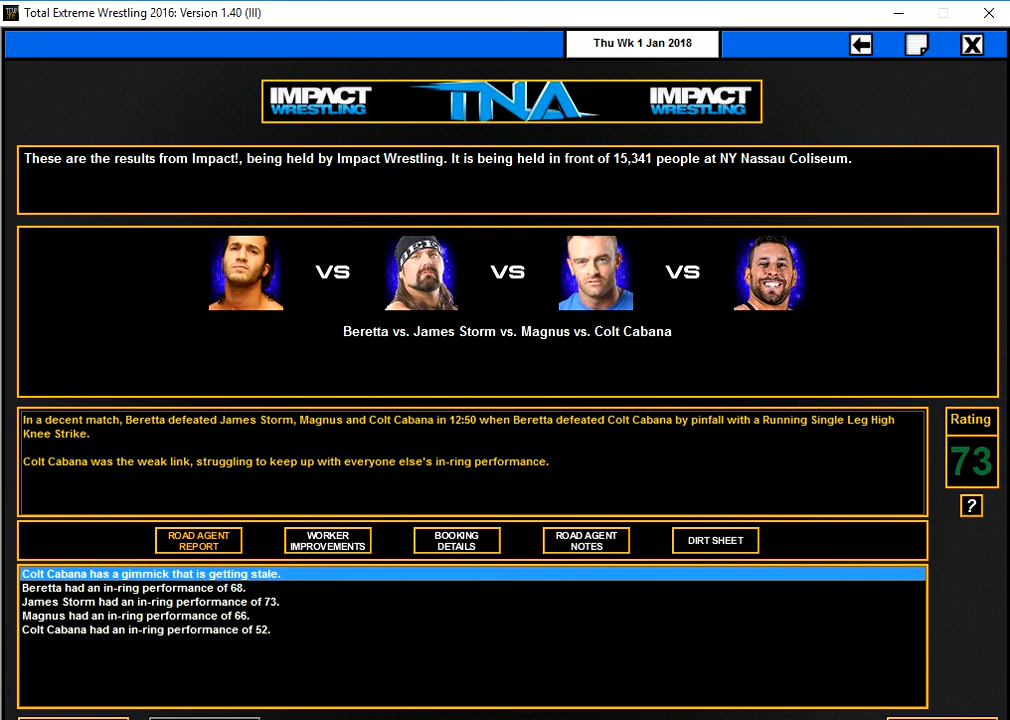 Total Extreme Wrestling 2016: Version 1.40 (III)
Thu Wk 1 Jan 2018
IMPACT WRESTLING TNA IMPACT WRESTLING
These are the results from Impact!, being held by Impact Wrestling. It is being held in front of 15,341 people at NY Nassau Coliseum.
VS VS VS
Beretta vs. James Storm vs. Magnus vs. Colt Cabana
In a decent match, Beretta defeated James Storm, Magnus and Colt Cabana in 12:50 when Beretta defeated Colt Cabana by pinfall with a Running Single Leg High
Knee Strike.
Colt Cabana was the weak link, struggling to keep up with everyone else's in-ring performance.
Rating
73
?
ROAD AGENT REPORT
WORKER IMPROVEMENTS
BOOKING DETAILS
ROAD AGENT NOTES
DIRT SHEET
Colt Cabana has a gimmick that is getting stale.
Beretta had an in-ring performance of 68.
James Storm had an in-ring performance of 73.
Magnus had an in-ring performance of 66.
Colt Cabana had an in-ring performance of 52.